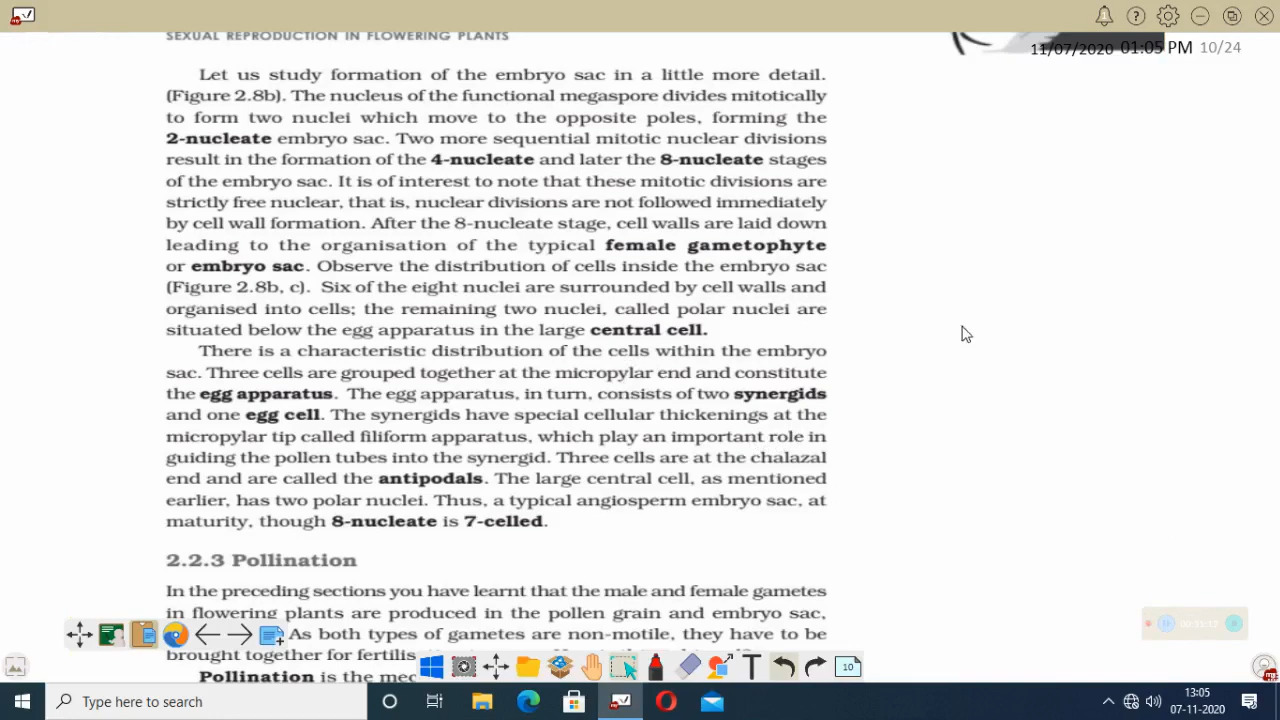 SEXUAL REPRODUCTION IN FLOWERING PLANTS
11/07/2020 01:05 PM 10/24
Let us study formation of the embryo sac in a little more detail.
(Figure 2.8b). The nucleus of the functional megaspore divides mitotically
to form two nuclei which move to the opposite poles, forming the
2-nucleate embryo sac. Two more sequential mitotic nuclear divisions
result in the formation of the 4-nucleate and later the 8-nucleate stages
of the embryo sac. It is of interest to note that these mitotic divisions are
strictly free nuclear, that is, nuclear divisions are not followed immediately
by cell wall formation. After the 8-nucleate stage, cell walls are laid down
leading to the organisation of the typical female gametophyte
or embryo sac. Observe the distribution of cells inside the embryo sac
(Figure 2.8b, c). Six of the eight nuclei are surrounded by cell walls and
organised into cells; the remaining two nuclei, called polar nuclei are
situated below the egg apparatus in the large central cell.
There is a characteristic distribution of the cells within the embryo
sac. Three cells are grouped together at the micropylar end and constitute
the egg apparatus. The egg apparatus, in turn, consists of two synergids
and one egg cell. The synergids have special cellular thickenings at the
micropylar tip called filiform apparatus, which play an important role in
guiding the pollen tubes into the synergid. Three cells are at the chalazal
end and are called the antipodals. The large central cell, as mentioned
earlier, has two polar nuclei. Thus, a typical angiosperm embryo sac, at
maturity, though 8-nucleate is 7-celled.
2.2.3 Pollination
In the preceding sections you have learnt that the male and female gametes
in flowering plants are produced in the pollen grain and embryo sac,
As both types of gametes are non-motile, they have to be
brought together for
Pollination is the
10
Type here to search
13:05
07-11-2020